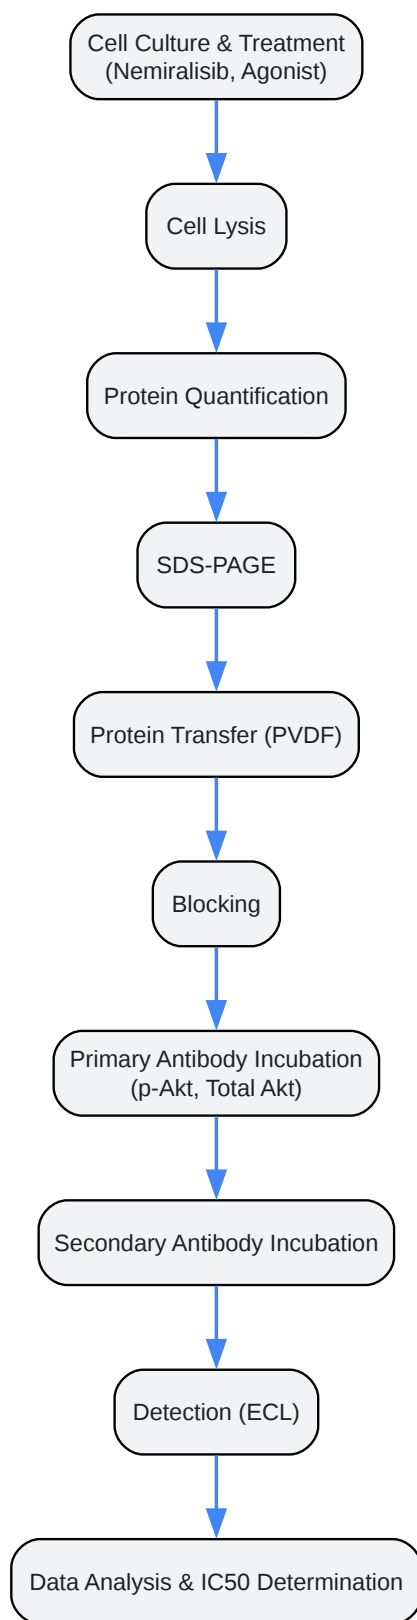 Cell Culture & Treatment
(Nemiralisib, Agonist)
Cell Lysis
Protein Quantification
SDS-PAGE
Protein Transfer (PVDF)
Blocking
Primary Antibody Incubation
(p-Akt, Total Akt)
Secondary Antibody Incubation
Detection (ECL)
Data Analysis & IC50 Determination